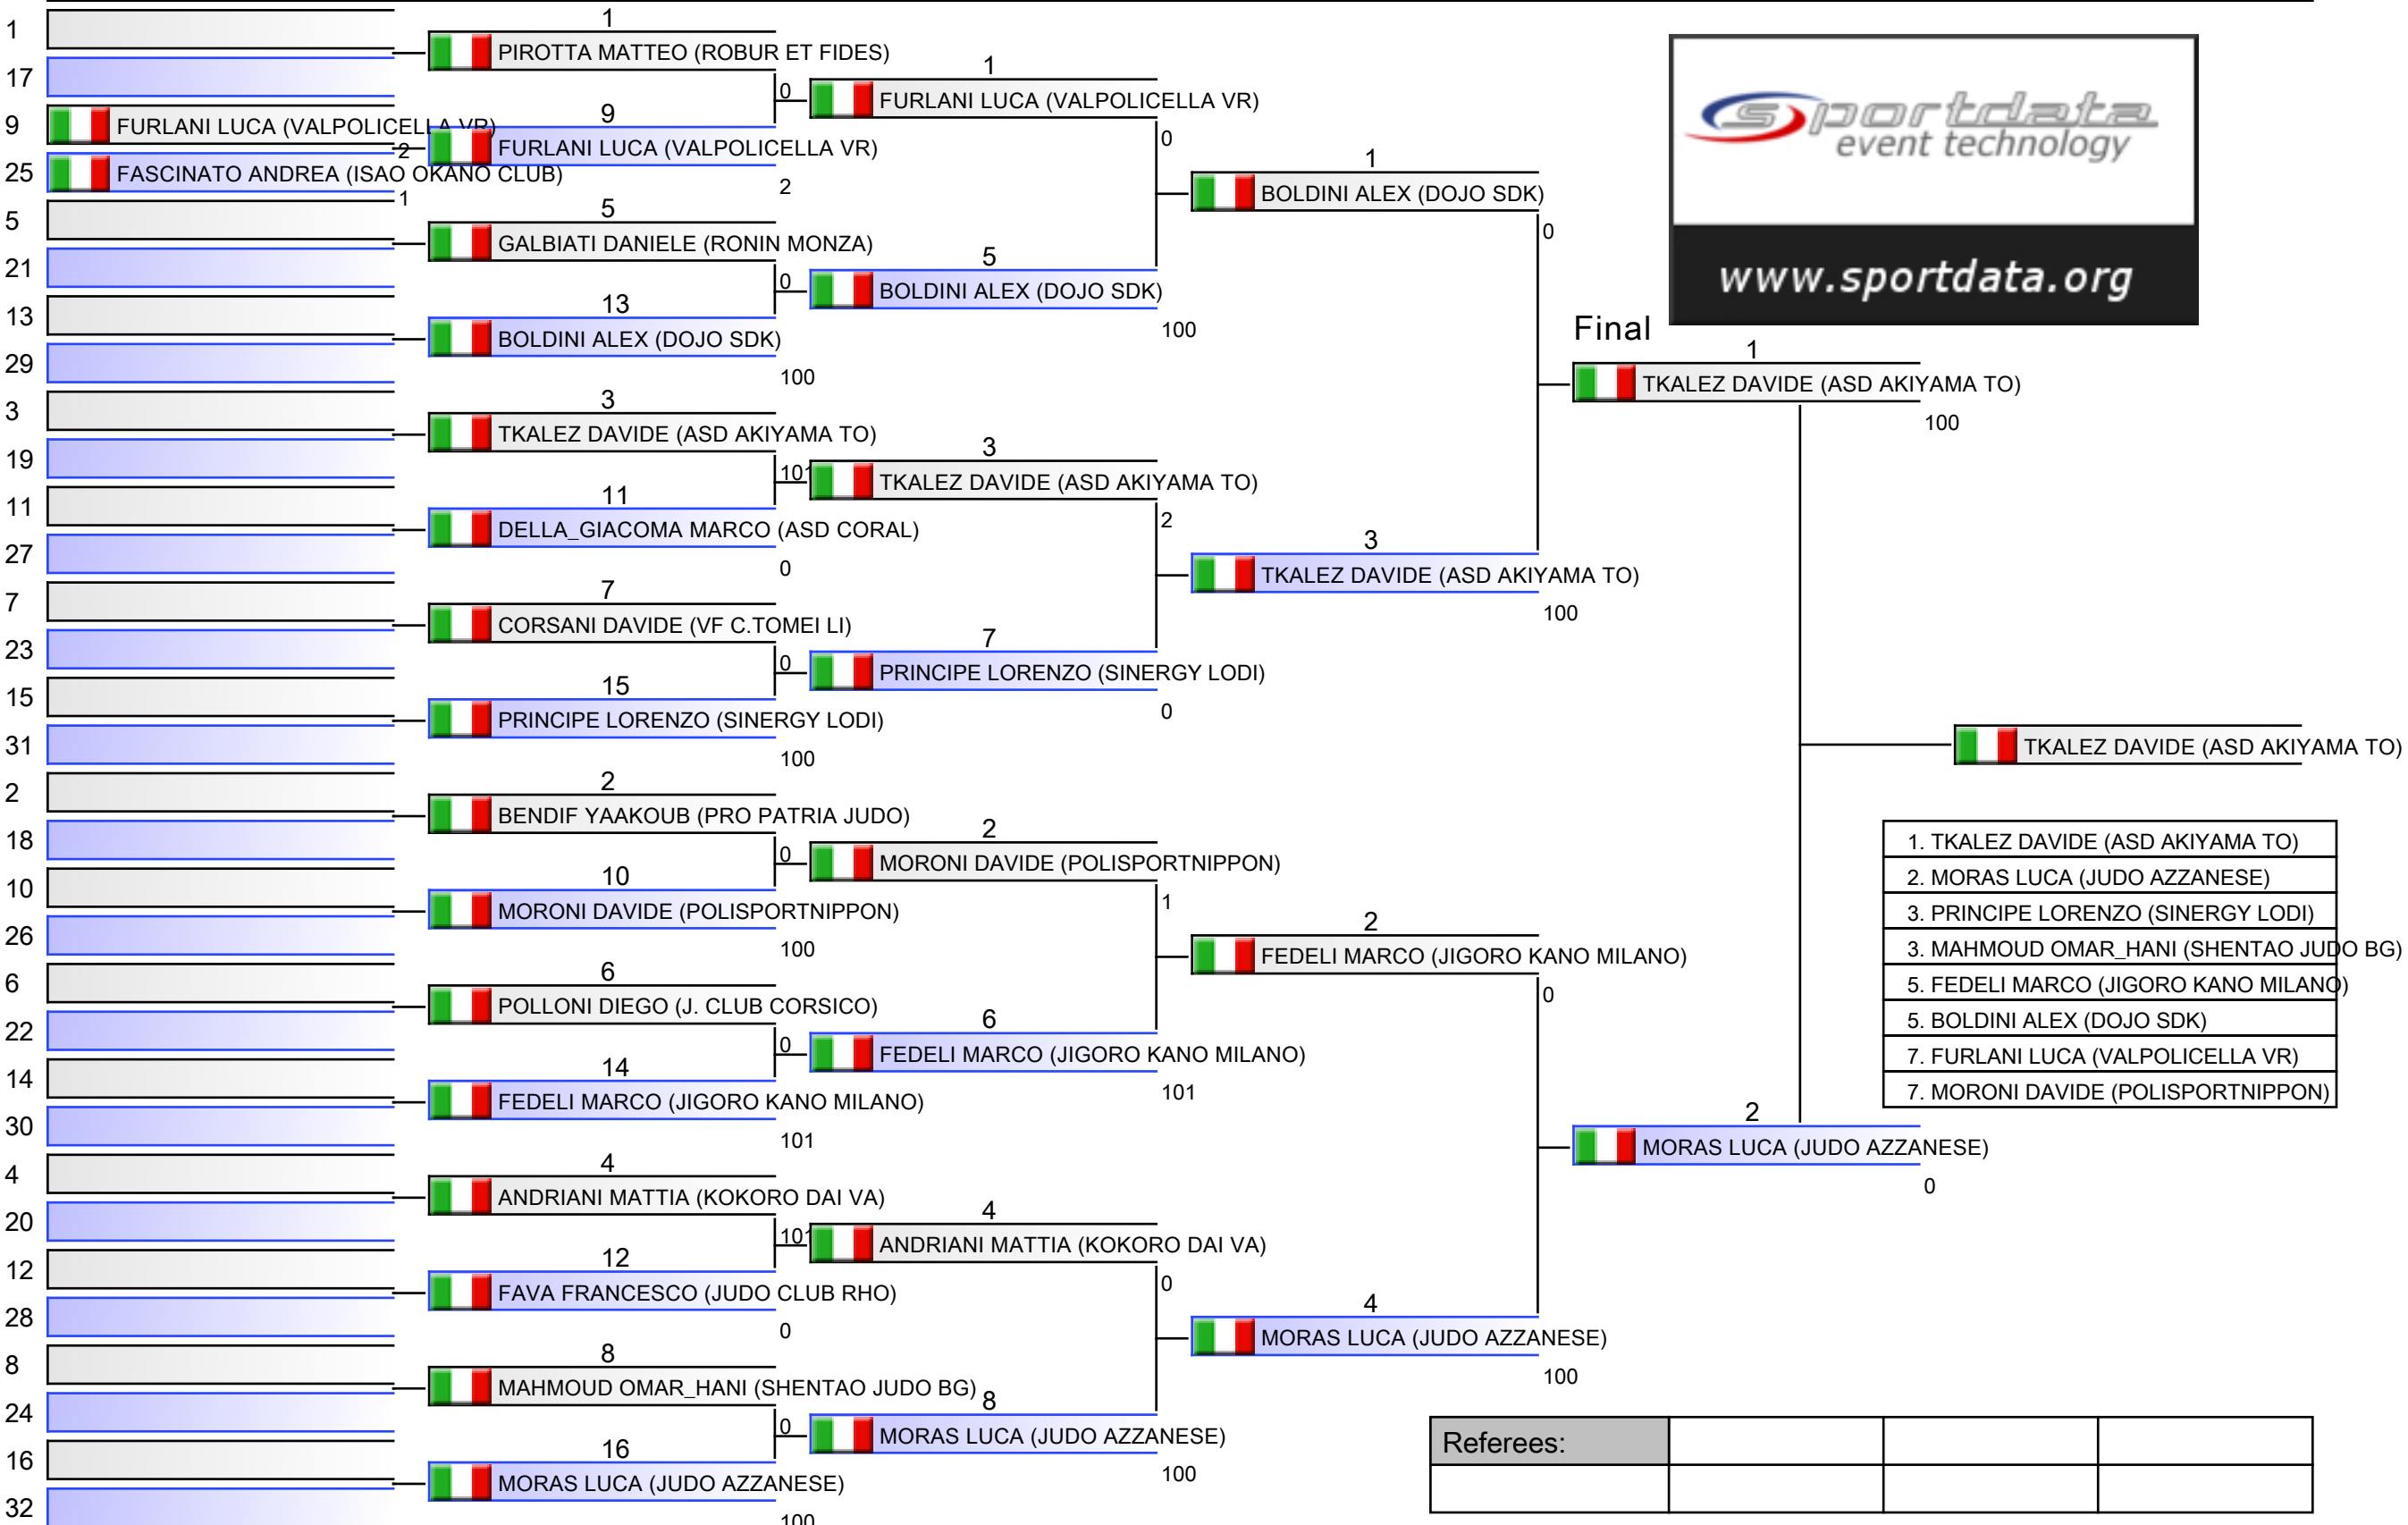 1
17
9 FURLANI LUCA (VALPOLICELLA VR)
2
25 FASCINATO ANDREA (ISAO OKANO CLUB)
1
5
21
13
29
3
19
11
27
7
23
15
31
2
18
10
26
6
22
14
30
4
20
12
28
8
24
16
32
1
PIROTTA MATTEO (ROBUR ET FIDES)
0
9
FURLANI LUCA (VALPOLICELLA VR)
2
5
GALBIATI DANIELE (RONIN MONZA)
0
13
BOLDINI ALEX (DOJO SDK)
100
3
TKALEZ DAVIDE (ASD AKIYAMA TO)
101
11
DELLA_GIACOMA MARCO (ASD CORAL)
0
7
CORSANI DAVIDE (VF C.TOMEI LI)
0
15
PRINCIPE LORENZO (SINERGY LODI)
100
2
BENDIF YAAKOUB (PRO PATRIA JUDO)
0
10
MORONI DAVIDE (POLISPORTNIPPON)
100
6
POLLONI DIEGO (J. CLUB CORSICO)
0
14
FEDELI MARCO (JIGORO KANO MILANO)
101
4
ANDRIANI MATTIA (KOKORO DAI VA)
101
12
FAVA FRANCESCO (JUDO CLUB RHO)
0
8
MAHMOUD OMAR_HANI (SHENTAO JUDO BG)
0
16
MORAS LUCA (JUDO AZZANESE)
100
1
FURLANI LUCA (VALPOLICELLA VR)
0
5
BOLDINI ALEX (DOJO SDK)
100
3
TKALEZ DAVIDE (ASD AKIYAMA TO)
2
7
PRINCIPE LORENZO (SINERGY LODI)
0
2
MORONI DAVIDE (POLISPORTNIPPON)
1
6
FEDELI MARCO (JIGORO KANO MILANO)
101
4
ANDRIANI MATTIA (KOKORO DAI VA)
0
8
MORAS LUCA (JUDO AZZANESE)
100
1
BOLDINI ALEX (DOJO SDK)
0
3
TKALEZ DAVIDE (ASD AKIYAMA TO)
100
2
FEDELI MARCO (JIGORO KANO MILANO)
0
4
MORAS LUCA (JUDO AZZANESE)
100
sportdata
event technology
www.sportdata.org
Final
1
TKALEZ DAVIDE (ASD AKIYAMA TO)
100
2
MORAS LUCA (JUDO AZZANESE)
0
TKALEZ DAVIDE (ASD AKIYAMA TO)
1. TKALEZ DAVIDE (ASD AKIYAMA TO)
2. MORAS LUCA (JUDO AZZANESE)
3. PRINCIPE LORENZO (SINERGY LODI)
3. MAHMOUD OMAR_HANI (SHENTAO JUDO BG)
5. FEDELI MARCO (JIGORO KANO MILANO)
5. BOLDINI ALEX (DOJO SDK)
7. FURLANI LUCA (VALPOLICELLA VR)
7. MORONI DAVIDE (POLISPORTNIPPON)
Referees: